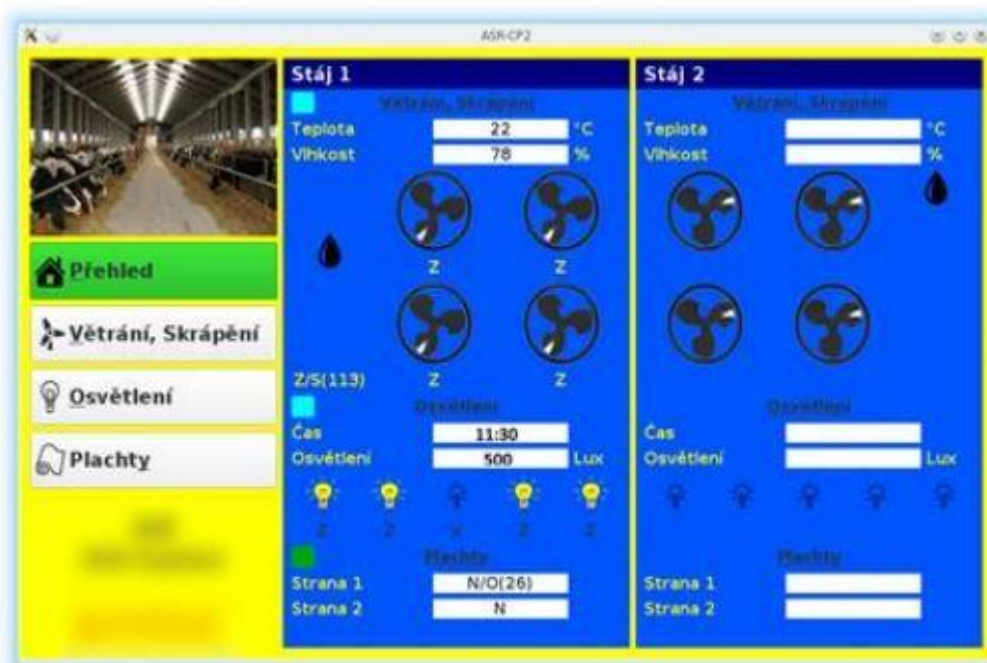 ASR-CP2
Přehled
Větrání, Skrápění
Osvětlení
Plachty
Stáj 1
Větrání, Skrápění
Teplota 22 °C
Vlhkost 78 %
Z Z
Z/S(113) Z Z
Osvětlení
Čas 11:30
Osvětlení 500 Lux
Z Z V Z Z
Plachty
Strana 1 N/O(26)
Strana 2 N
Stáj 2
Větrání, Skrápění
Teplota °C
Vlhkost %
Osvětlení
Čas
Osvětlení Lux
Plachty
Strana 1
Strana 2